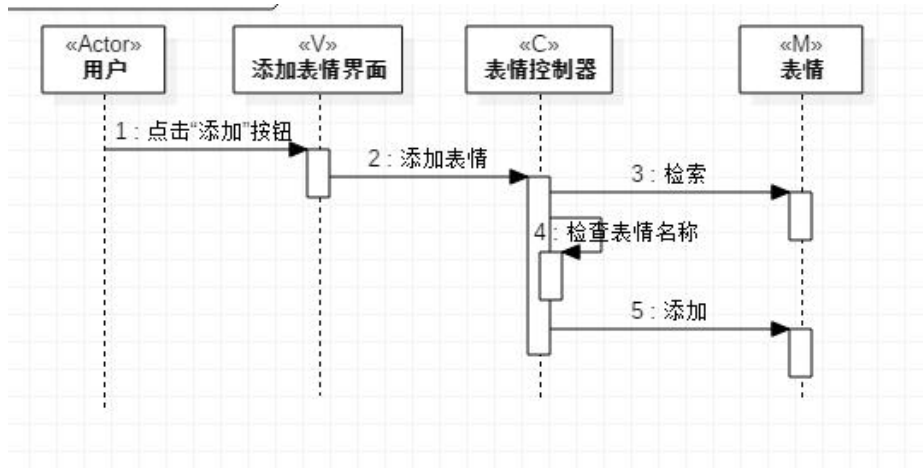 «Actor»
用户
«V»
添加表情界面
«C»
表情控制器
«M»
表情
1 : 点击“添加”按钮
2 : 添加表情
3 : 检索
4 : 检查表情名称
5 : 添加